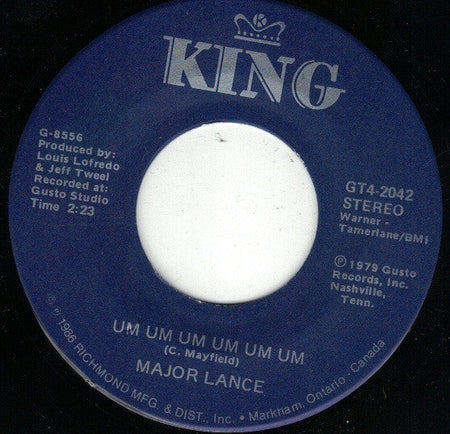 K
KING
G-8556
Produced by:
Louis Lofredo
& Jeff Tweel
Recorded at:
Gusto Studio
Time 2:23
GT4-2042
STEREO
Warner -
Tamerlane/BMI
℗ 1979 Gusto
Records, Inc.
Nashville,
Tenn.
UM UM UM UM UM UM
(C. Mayfield)
MAJOR LANCE
© ℗ 1986 RICHMOND MFG. & DIST., Inc. • Markham, Ontario - Canada